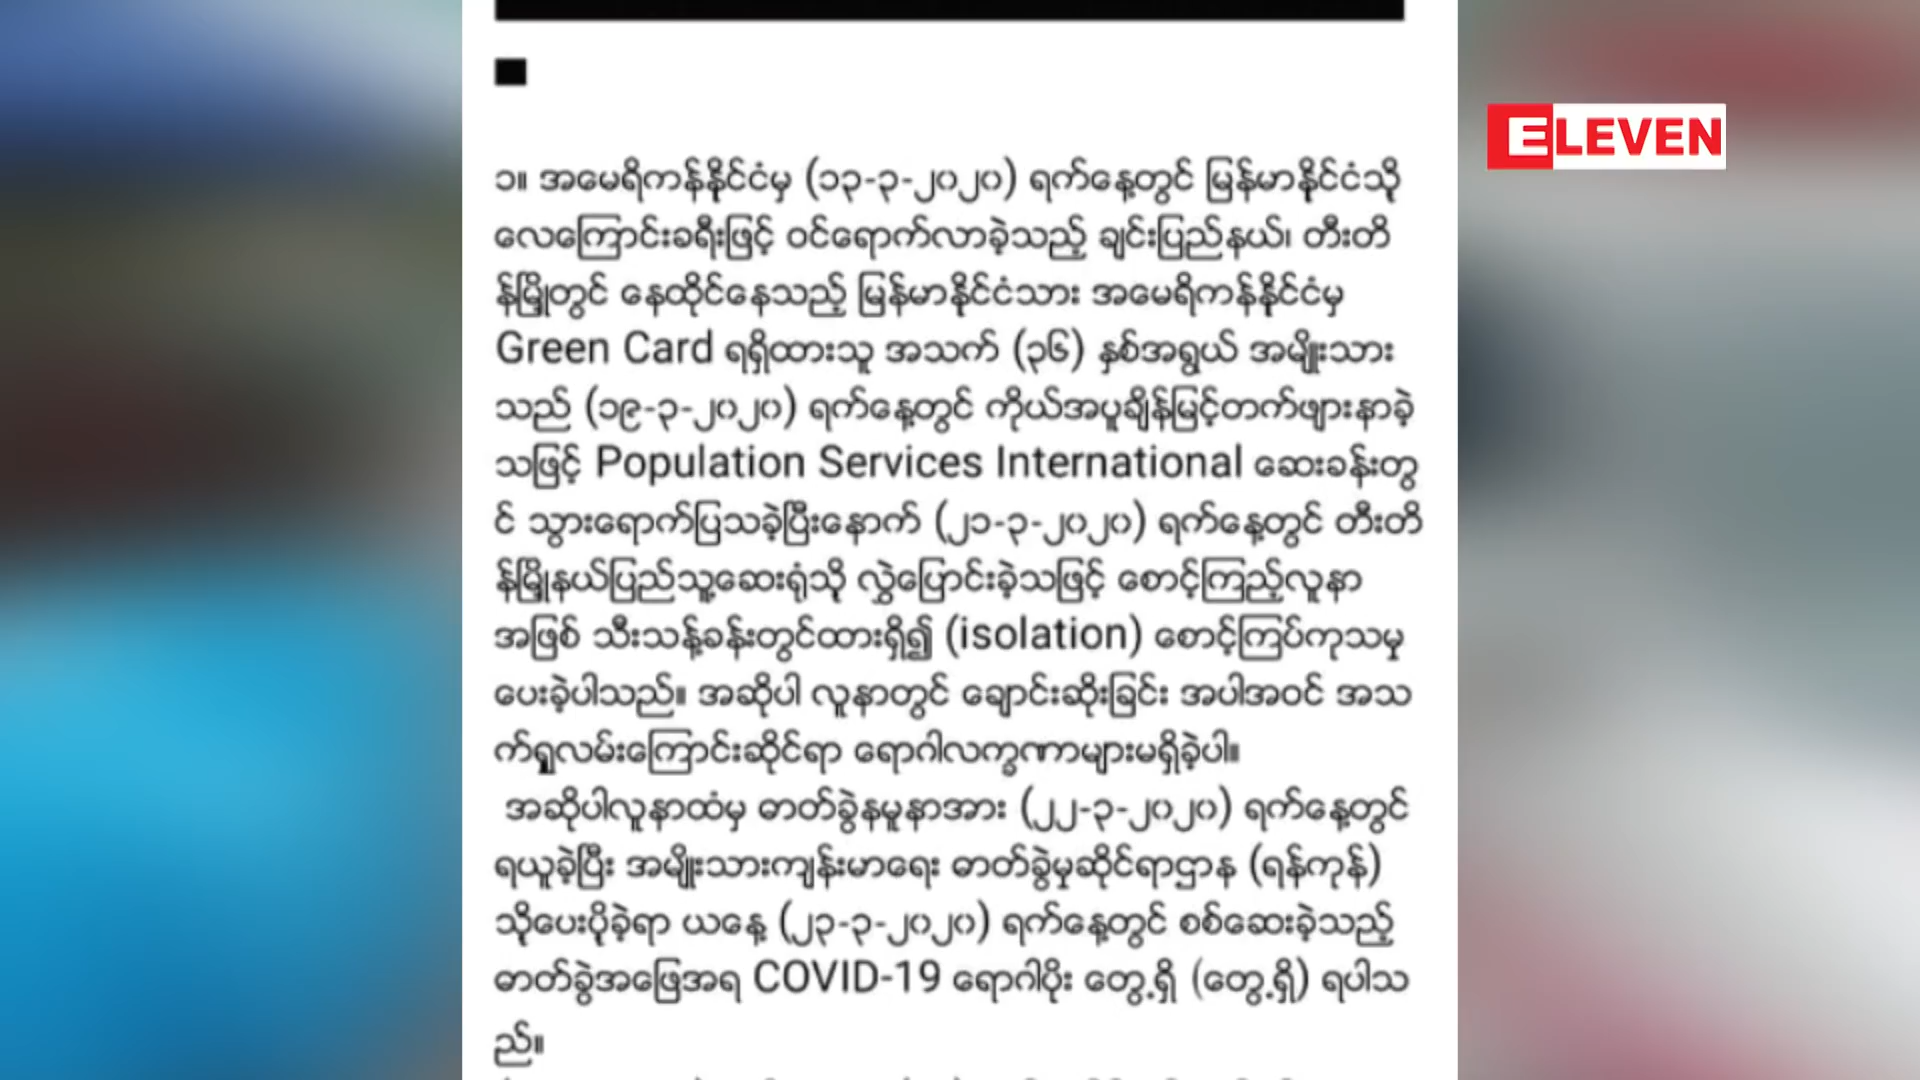 ELEVEN
၁။ အမေရိကန်နိုင်ငံမှ (၁၃-၃-၂၀၂၀) ရက်နေ့တွင် မြန်မာနိုင်ငံသို့
လေကြောင်းခရီးဖြင့် ဝင်ရောက်လာခဲ့သည့် ချင်းပြည်နယ်၊ တီးတိ
န်မြို့တွင် နေထိုင်နေသည့် မြန်မာနိုင်ငံသား အမေရိကန်နိုင်ငံမှ
Green Card ရရှိထားသူ အသက် (၃၆) နှစ်အရွယ် အမျိုးသား
သည် (၁၉-၃-၂၀၂၀) ရက်နေ့တွင် ကိုယ်အပူချိန်မြင့်တက်ဖျားနာခဲ့
သဖြင့် Population Services International ဆေးခန်းတွ
င် သွားရောက်ပြသခဲ့ပြီးနောက် (၂၁-၃-၂၀၂၀) ရက်နေ့တွင် တီးတိ
န်မြို့နယ်ပြည်သူ့ဆေးရုံသို့ လွှဲပြောင်းခဲ့သဖြင့် စောင့်ကြည့်လူနာ
အဖြစ် သီးသန့်ခန်းတွင်ထားရှိ၍ (isolation) စောင့်ကြပ်ကုသမှု
ပေးခဲ့ပါသည်။ အဆိုပါ လူနာတွင် ချောင်းဆိုးခြင်း အပါအဝင် အသ
က်ရှူလမ်းကြောင်းဆိုင်ရာ ရောဂါလက္ခဏာများမရှိခဲ့ပါ။
အဆိုပါလူနာထံမှ ဓာတ်ခွဲနမူနာအား (၂၂-၃-၂၀၂၀) ရက်နေ့တွင်
ရယူခဲ့ပြီး အမျိုးသားကျန်းမာရေး ဓာတ်ခွဲမှုဆိုင်ရာဌာန (ရန်ကုန်)
သို့ပေးပို့ခဲ့ရာ ယနေ့ (၂၃-၃-၂၀၂၀) ရက်နေ့တွင် စစ်ဆေးခဲ့သည့်
ဓာတ်ခွဲအဖြေအရ COVID-19 ရောဂါပိုး တွေ့ရှိ (တွေ့ရှိ) ရပါသ
ည်။